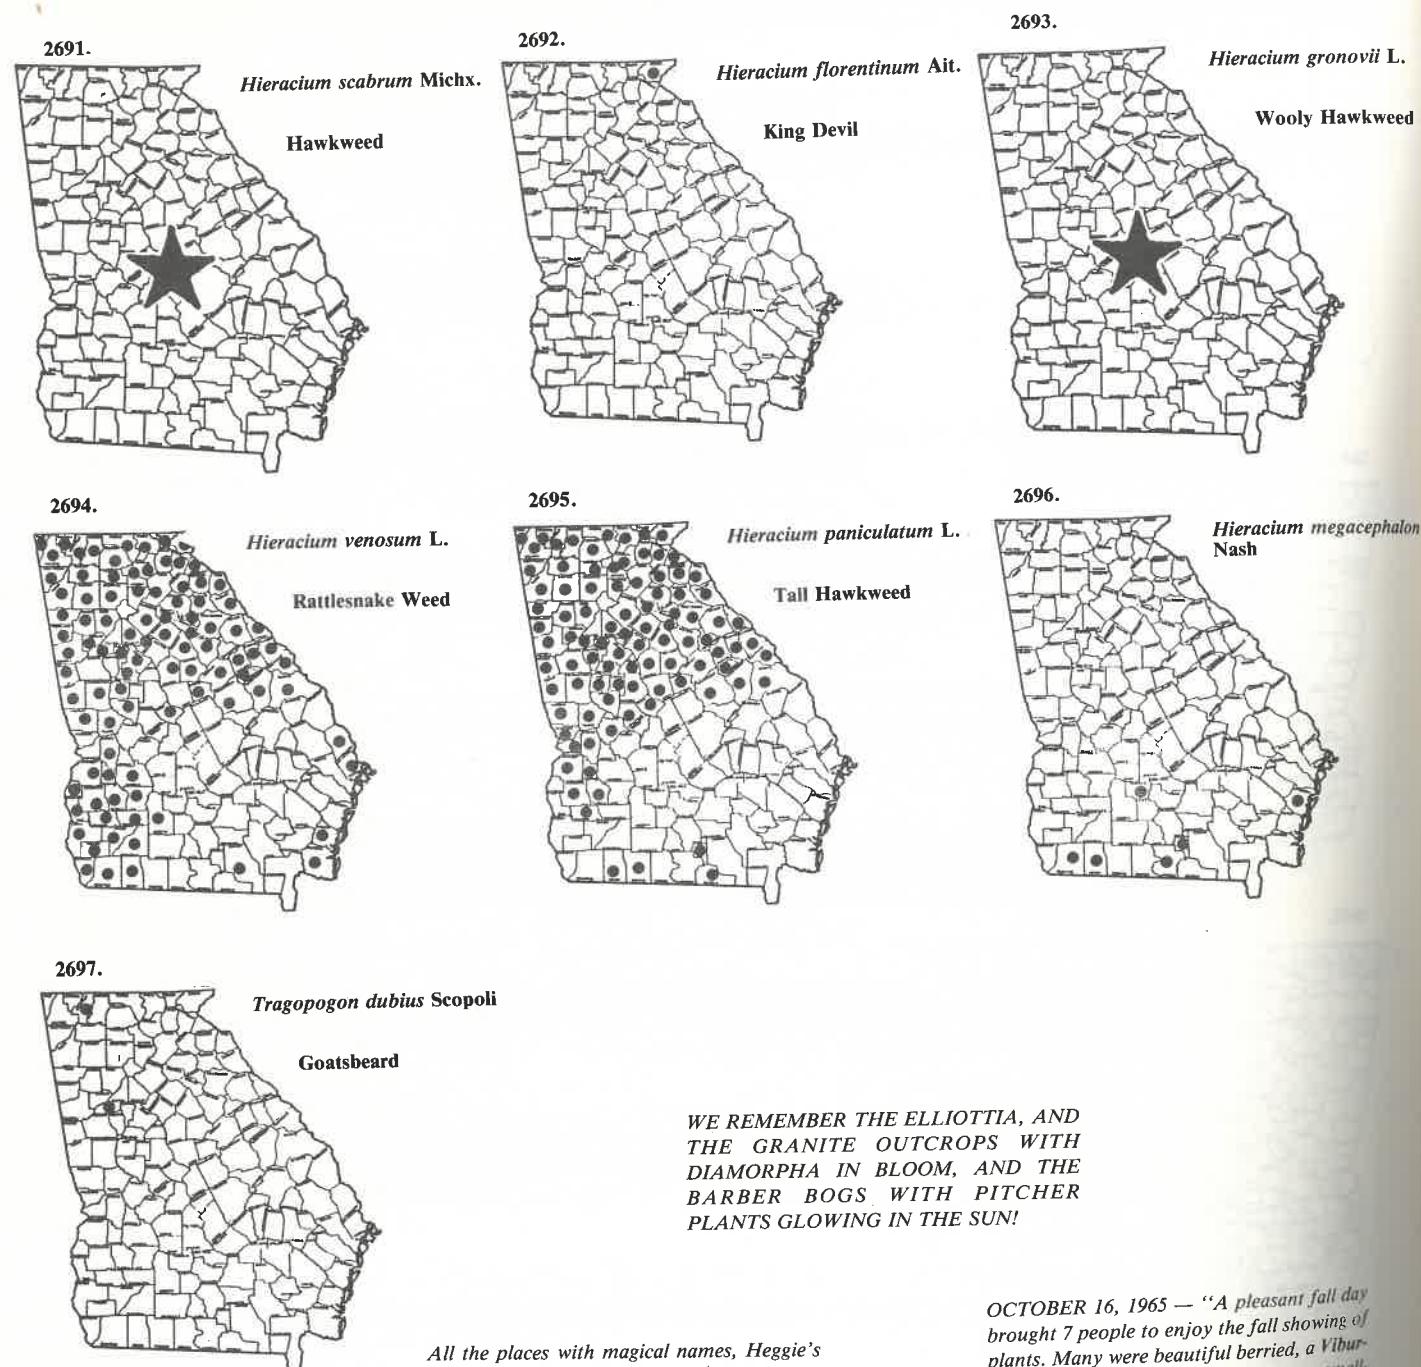 2691.
Hieracium scabrum Michx.
Hawkweed
2692.
Hieracium florentinum Ait.
King Devil
2693.
Hieracium gronovii L.
Wooly Hawkweed
2694.
Hieracium venosum L.
Rattlesnake Weed
2695.
Hieracium paniculatum L.
Tall Hawkweed
2696.
Hieracium megacephalon
Nash
2697.
Tragopogon dubius Scopoli
Goatsbeard
WE REMEMBER THE ELLIOTTIA, AND
THE GRANITE OUTCROPS WITH
DIAMORPHA IN BLOOM, AND THE
BARBER BOGS WITH PITCHER
PLANTS GLOWING IN THE SUN!
All the places with magical names, Heggie's
OCTOBER 16, 1965 — "A pleasant fall day
brought 7 people to enjoy the fall showing of
plants. Many were beautiful berried, a Vibur-